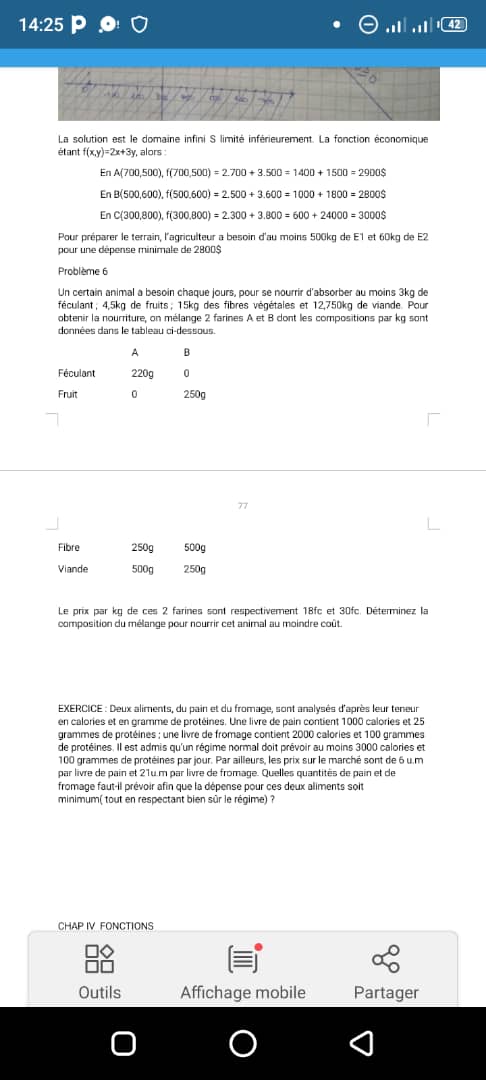 14:25
42
La solution est le domaine infini S limité inférieurement. La fonction économique
étant f(x,y)=2x+3y, alors :
En A(700,500), f(700,500) = 2.700 + 3.500 = 1400 + 1500 = 2900$
En B(500,600), f(500,600) = 2.500 + 3.600 = 1000 + 1800 = 2800$
En C(300,800), f(300,800) = 2.300 + 3.800 = 600 + 24000 = 3000$
Pour préparer le terrain, l'agriculteur a besoin d'au moins 500kg de E1 et 60kg de E2
pour une dépense minimale de 2800$
Problème 6
Un certain animal a besoin chaque jours, pour se nourrir d'absorber au moins 3kg de
féculant ; 4,5kg de fruits ; 15kg des fibres végétales et 12,750kg de viande. Pour
obtenir la nourriture, on mélange 2 farines A et B dont les compositions par kg sont
données dans le tableau ci-dessous.
A B
Féculant 220g 0
Fruit 0 250g
77
Fibre 250g 500g
Viande 500g 250g
Le prix par kg de ces 2 farines sont respectivement 18fc et 30fc. Déterminez la
composition du mélange pour nourrir cet animal au moindre coût.
EXERCICE : Deux aliments, du pain et du fromage, sont analysés d'après leur teneur
en calories et en gramme de protéines. Une livre de pain contient 1000 calories et 25
grammes de protéines ; une livre de fromage contient 2000 calories et 100 grammes
de protéines. Il est admis qu'un régime normal doit prévoir au moins 3000 calories et
100 grammes de protéines par jour. Par ailleurs, les prix sur le marché sont de 6 u.m
par livre de pain et 21u.m par livre de fromage. Quelles quantités de pain et de
fromage faut-il prévoir afin que la dépense pour ces deux aliments soit
minimum( tout en respectant bien sûr le régime) ?
CHAP IV FONCTIONS
Outils
Affichage mobile
Partager